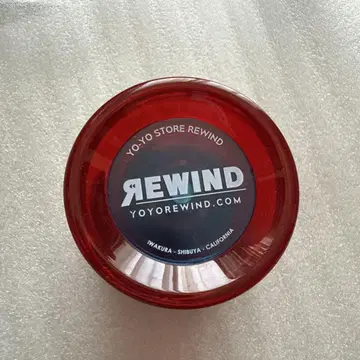 YO-YO STORE REWIND
REWIND
YOYOREWIND.COM
IWAKURA - SHIBUYA - CALIFORNIA